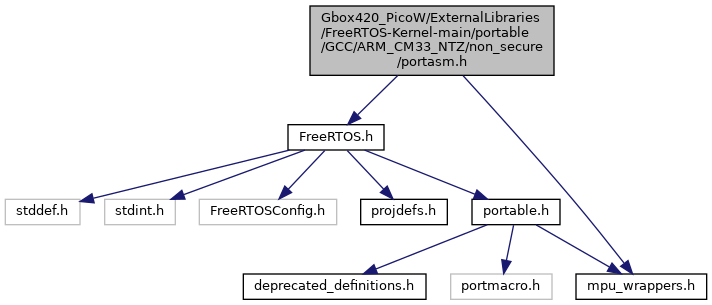 Gbox420_PicoW/ExternalLibraries
/FreeRTOS-Kernel-main/portable
/GCC/ARM_CM33_NTZ/non_secure
/portasm.h
FreeRTOS.h
stddef.h
stdint.h
FreeRTOSConfig.h
projdefs.h
portable.h
deprecated_definitions.h
portmacro.h
mpu_wrappers.h